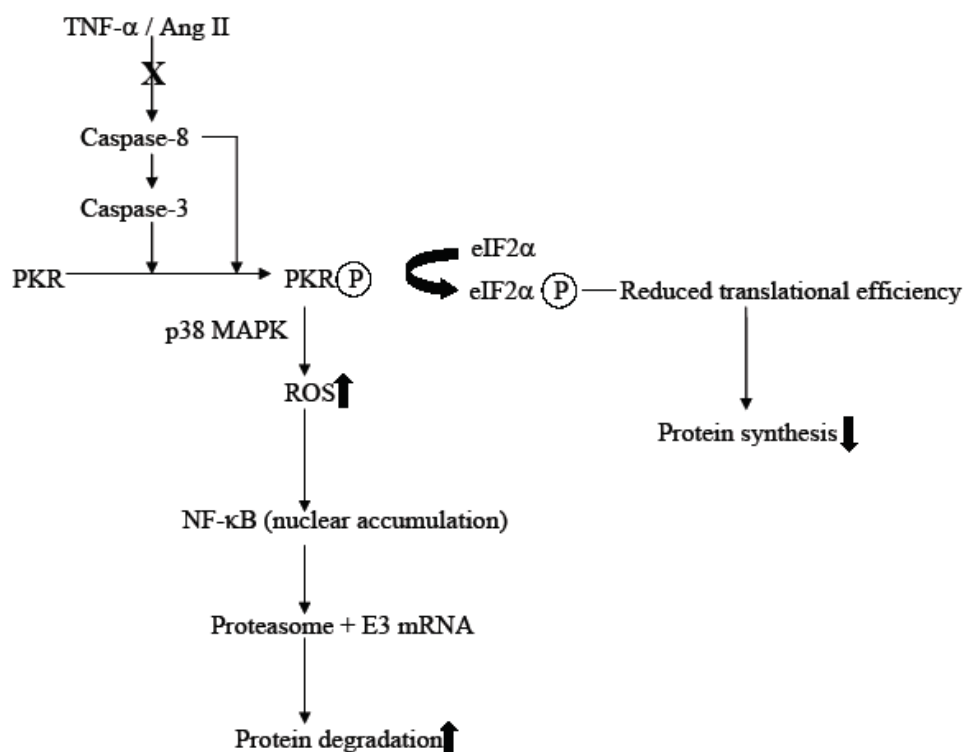 TNF-α / Ang II
X
Caspase-8
Caspase-3
PKR
PKR P
eIF2α
eIF2α P
Reduced translational efficiency
p38 MAPK
ROS
Protein synthesis
NF-κB (nuclear accumulation)
Proteasome + E3 mRNA
Protein degradation